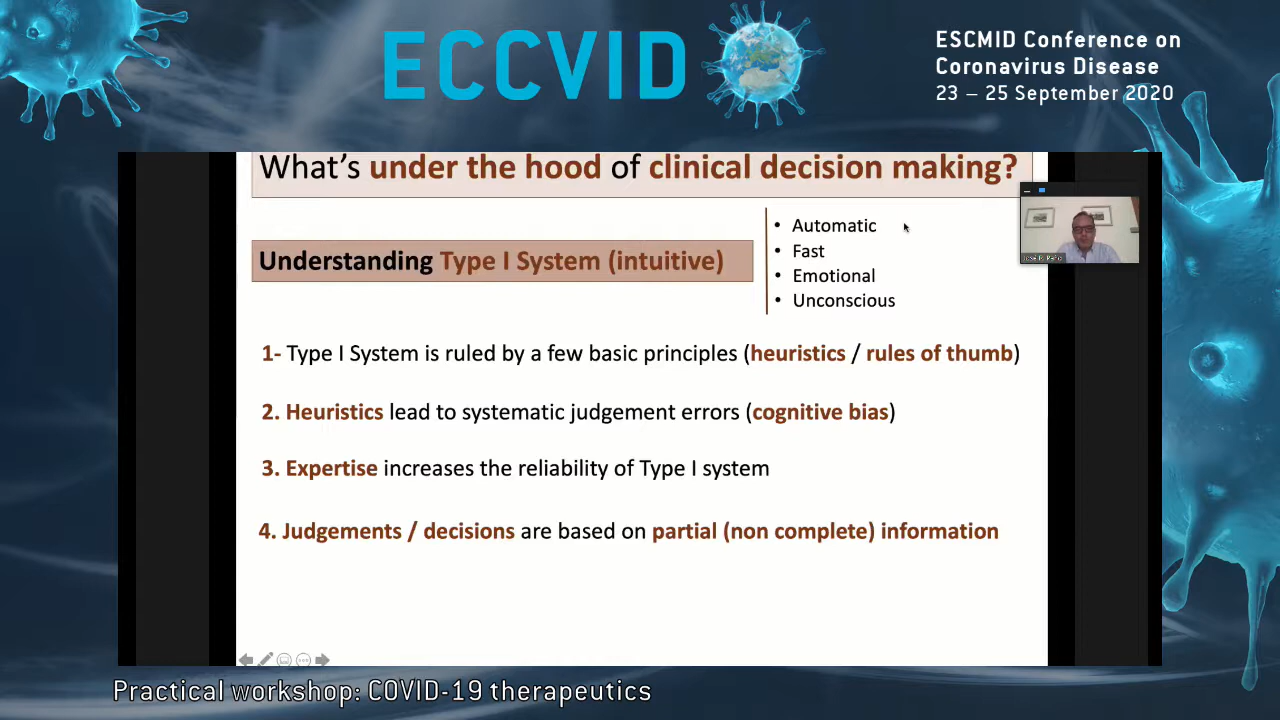 ECCVID
ESCMID Conference on
Coronavirus Disease
23 – 25 September 2020
What's under the hood of clinical decision making?
Understanding Type I System (intuitive)
• Automatic
• Fast
• Emotional
• Unconscious
1- Type I System is ruled by a few basic principles (heuristics / rules of thumb)
2. Heuristics lead to systematic judgement errors (cognitive bias)
3. Expertise increases the reliability of Type I system
4. Judgements / decisions are based on partial (non complete) information
Practical workshop: COVID-19 therapeutics